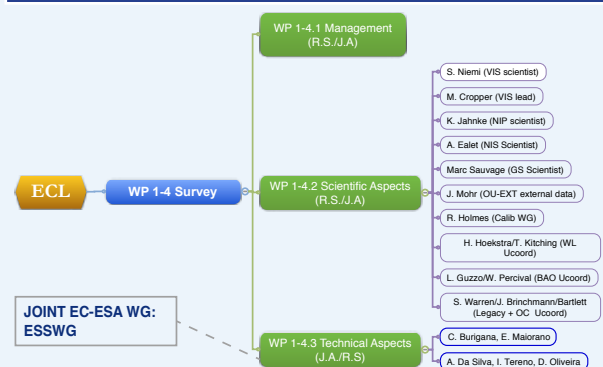 WP 1-4.1 Management
(R.S./J.A)
S. Niemi (VIS scientist)
M. Cropper (VIS lead)
K. Jahnke (NIP scientist)
A. Ealet (NIS Scientist)
Marc Sauvage (GS Scientist)
ECL
WP 1-4 Survey
WP 1-4.2 Scientific Aspects
(R.S./J.A)
J. Mohr (OU-EXT external data)
R. Holmes (Calib WG)
H. Hoekstra/T. Kitching (WL
Ucoord)
L. Guzzo/W. Percival (BAO Ucoord)
S. Warren/J. Brinchmann/Bartlett
(Legacy + OC Ucoord)
JOINT EC-ESA WG:
ESSWG
WP 1-4.3 Technical Aspects
(J.A./R.S)
C. Burigana, E. Maiorano
A. Da Silva, I. Tereno, D. Oliveira